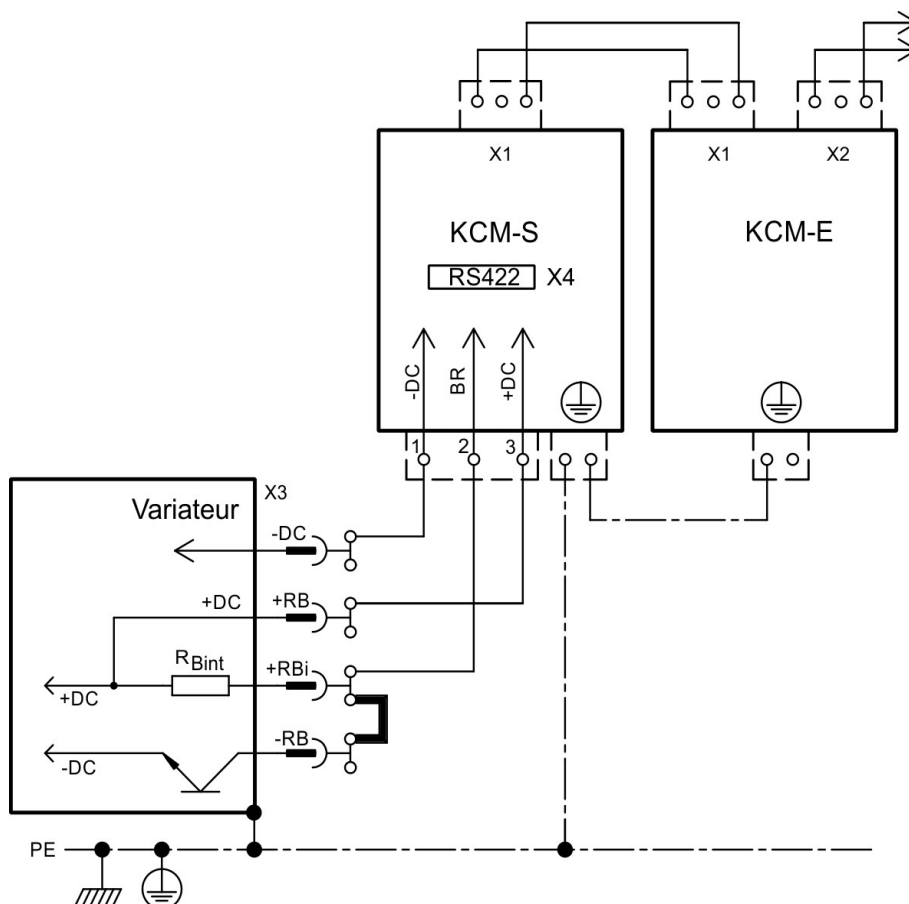 X1
X1
X2
KCM-S
KCM-E
RS422
X4
-DC
BR
+DC
1
2
3
X3
Variateur
-DC
+DC
+RB
RBint
+RBi
+DC
-RB
-DC
PE